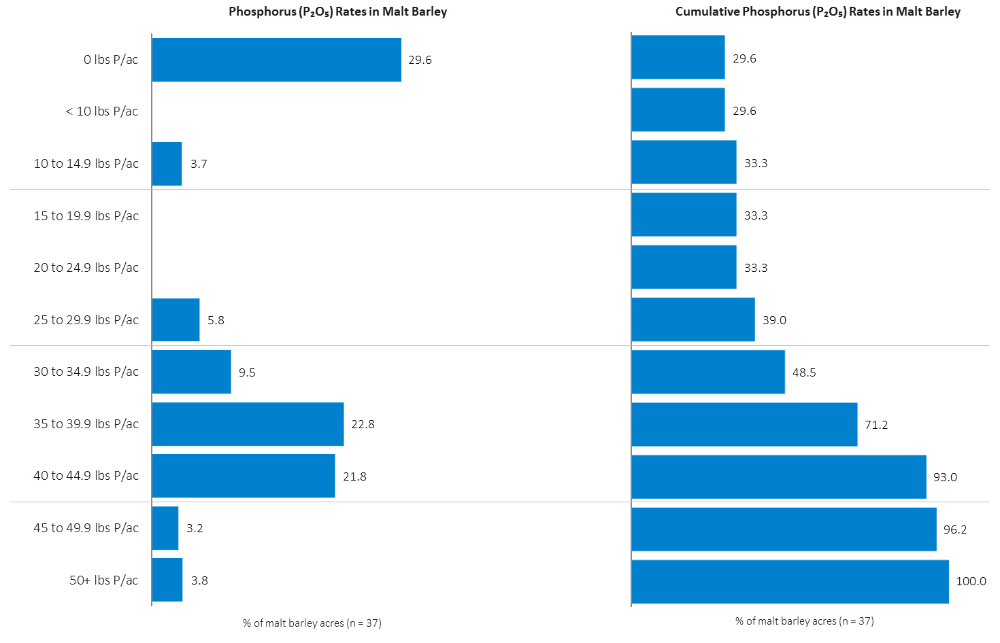 Phosphorus (P₂O₅) Rates in Malt Barley
0 lbs P/ac
29.6
< 10 lbs P/ac
10 to 14.9 lbs P/ac
3.7
15 to 19.9 lbs P/ac
20 to 24.9 lbs P/ac
25 to 29.9 lbs P/ac
5.8
30 to 34.9 lbs P/ac
9.5
35 to 39.9 lbs P/ac
22.8
40 to 44.9 lbs P/ac
21.8
45 to 49.9 lbs P/ac
3.2
50+ lbs P/ac
3.8
% of malt barley acres (n = 37)
Cumulative Phosphorus (P₂O₅) Rates in Malt Barley
29.6
29.6
33.3
33.3
33.3
39.0
48.5
71.2
93.0
96.2
100.0
% of malt barley acres (n = 37)